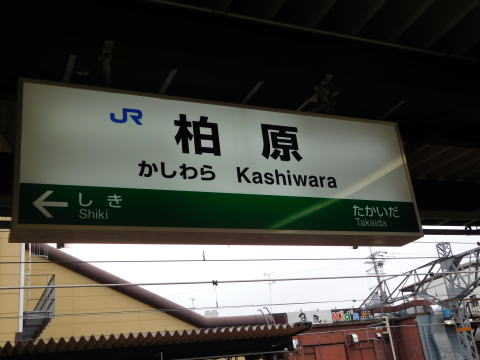 JR
柏原
かしわら Kashiwara
← しき
Shiki
たかいだ
Takaida